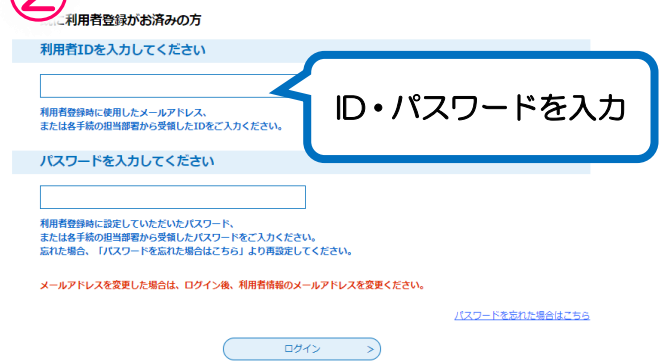 ②
に利用者登録がお済みの方
利用者IDを入力してください
ID・パスワードを入力
利用者登録時に使用したメールアドレス、
または各手続の担当部署から受領したIDをご入力ください。
パスワードを入力してください
利用者登録時に設定していただいたパスワード、
または各手続の担当部署から受領したパスワードをご入力ください。
忘れた場合、「パスワードを忘れた場合はこちら」より再設定してください。
メールアドレスを変更した場合は、ログイン後、利用者情報のメールアドレスを変更ください。
パスワードを忘れた場合はこちら
ログイン >